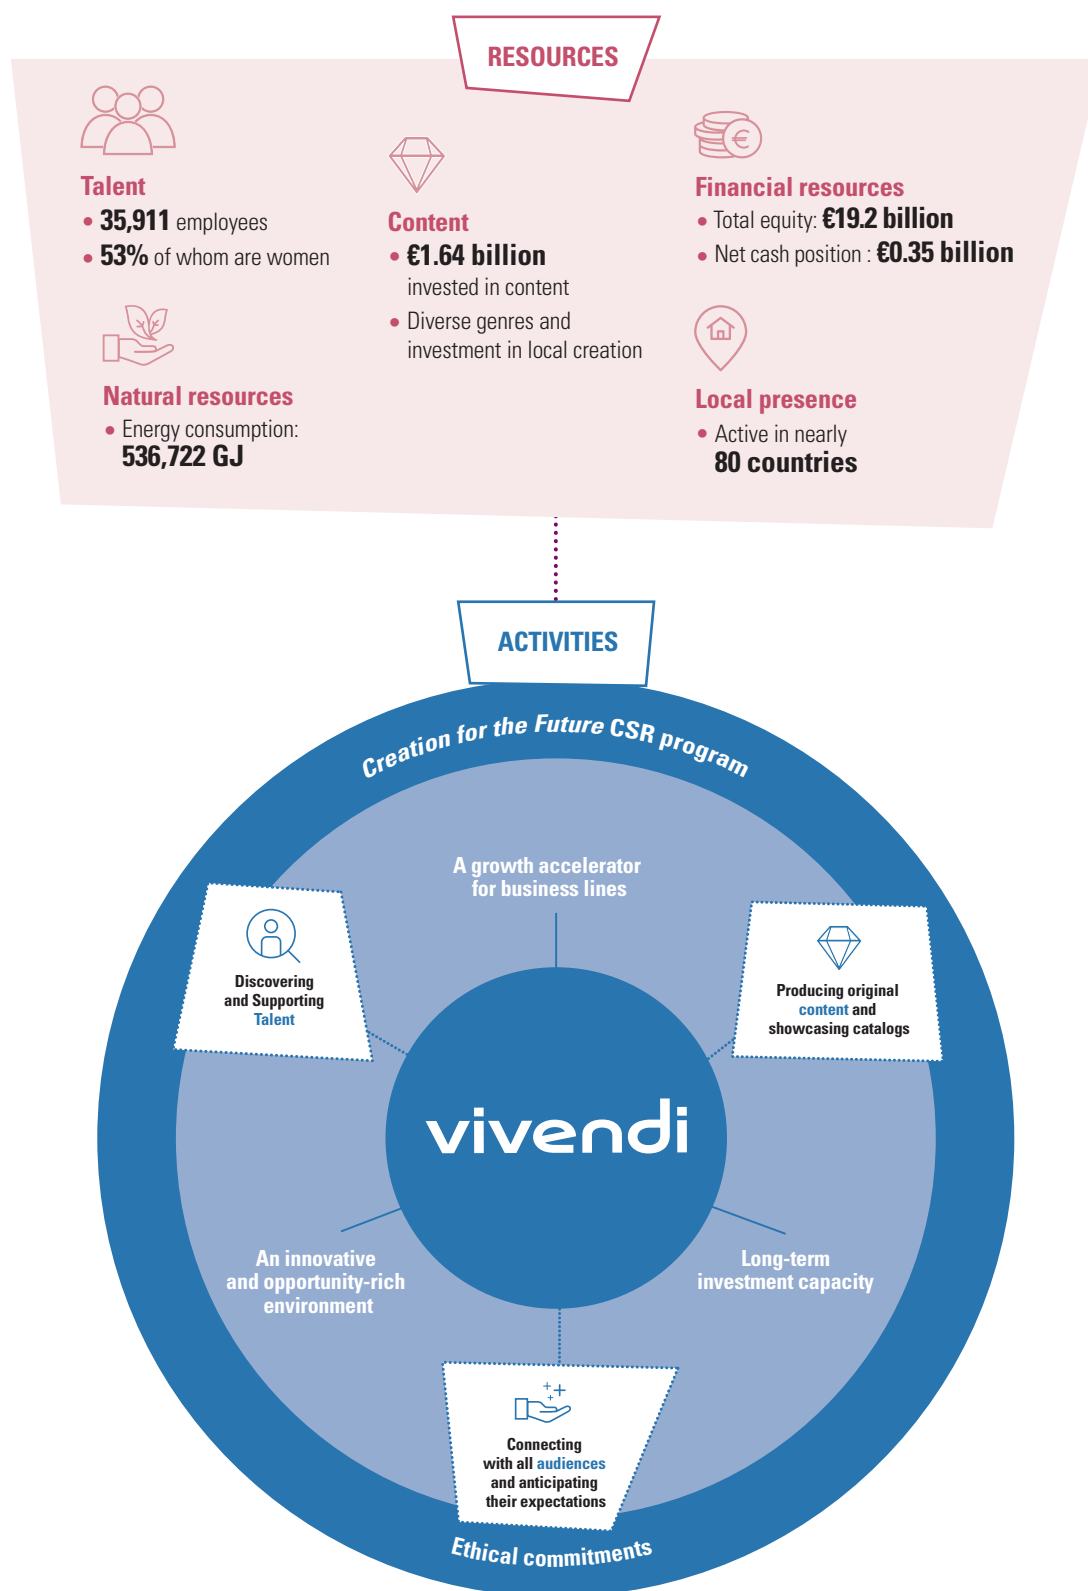 RESOURCES
Talent
• 35,911 employees
• 53% of whom are women
Natural resources
• Energy consumption:
536,722 GJ
Content
• €1.64 billion
invested in content
• Diverse genres and
investment in local creation
€
Financial resources
• Total equity: €19.2 billion
• Net cash position : €0.35 billion
Local presence
• Active in nearly
80 countries
ACTIVITIES
Creation for the Future CSR program
A growth accelerator
for business lines
Discovering
and Supporting
Talent
Producing original
content and
showcasing catalogs
vivendi
An innovative
and opportunity-rich
environment
Long-term
investment capacity
Connecting
with all audiences
and anticipating
their expectations
Ethical commitments